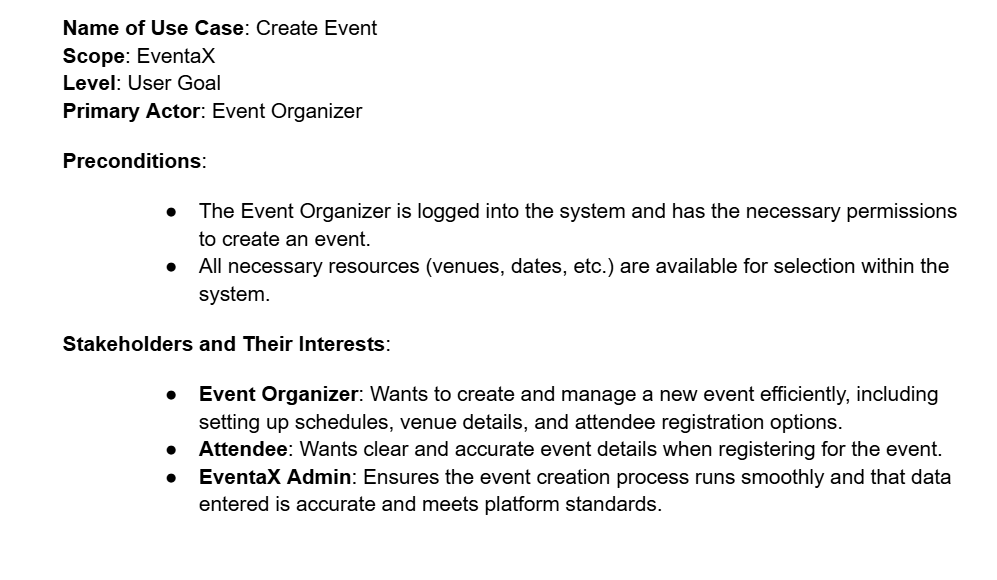 Name of Use Case: Create Event
Scope: EventaX
Level: User Goal
Primary Actor: Event Organizer
Preconditions:
● The Event Organizer is logged into the system and has the necessary permissions
to create an event.
● All necessary resources (venues, dates, etc.) are available for selection within the
system.
Stakeholders and Their Interests:
● Event Organizer: Wants to create and manage a new event efficiently, including
setting up schedules, venue details, and attendee registration options.
● Attendee: Wants clear and accurate event details when registering for the event.
● EventaX Admin: Ensures the event creation process runs smoothly and that data
entered is accurate and meets platform standards.